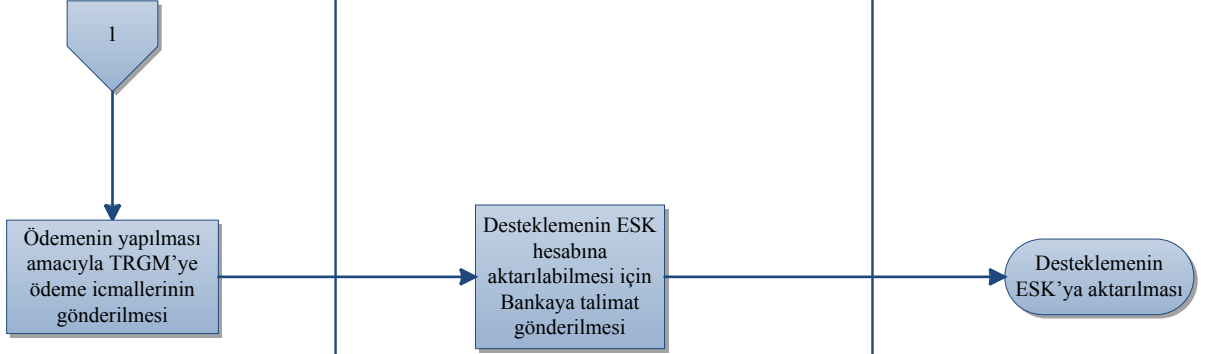 1
Ödemenin yapılması
amacıyla TRGM’ye
ödeme icmallerinin
gönderilmesi
Desteklemenin ESK
hesabına
aktarılabilmesi için
Bankaya talimat
gönderilmesi
Desteklemenin
ESK’ya aktarılması